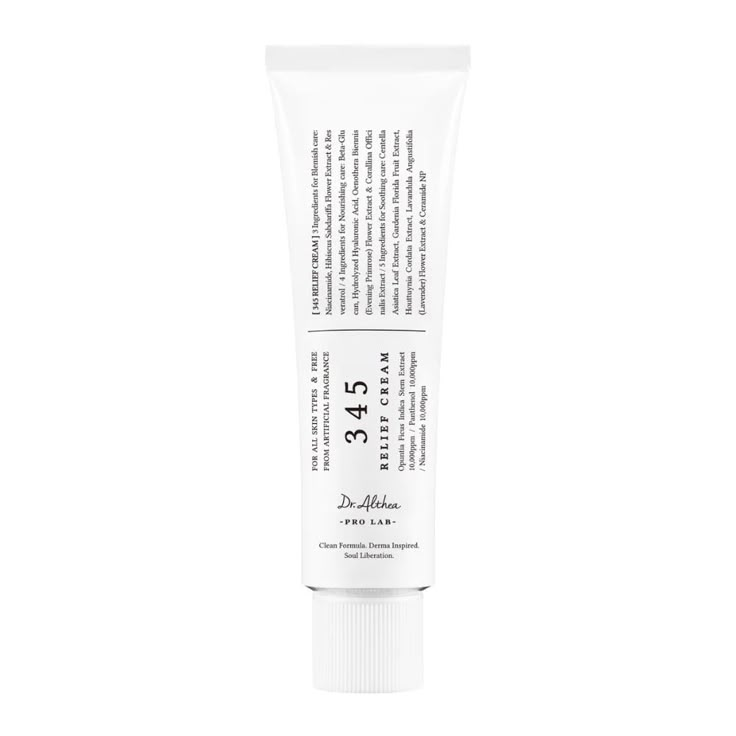 [ 345 RELIEF CREAM ] 3 Ingredients for Blemish care:
Niacinamide, Hibiscus Sabdariffa Flower Extract & Res
veratrol / 4 Ingredients for Nourishing care: Beta-Glu
can, Hydrolyzed Hyaluronic Acid, Oenothera Biennis
(Evening Primrose) Flower Extract & Corallina Offici
nalis Extract / 5 Ingredients for Soothing care: Centella
Asiatica Leaf Extract, Gardenia Florida Fruit Extract,
Houttuynia Cordata Extract, Lavandula Angustifolia
(Lavender) Flower Extract & Ceramide NP
FOR ALL SKIN TYPES & FREE
FROM ARTIFICIAL FRAGRANCE
345
RELIEF CREAM
Opuntia Ficus Indica Stem Extract
10,000ppm / Panthenol 10,000ppm
/ Niacinamide 10,000ppm
Dr.Althea
-PRO LAB-
Clean Formula. Derma Inspired.
Soul Liberation.